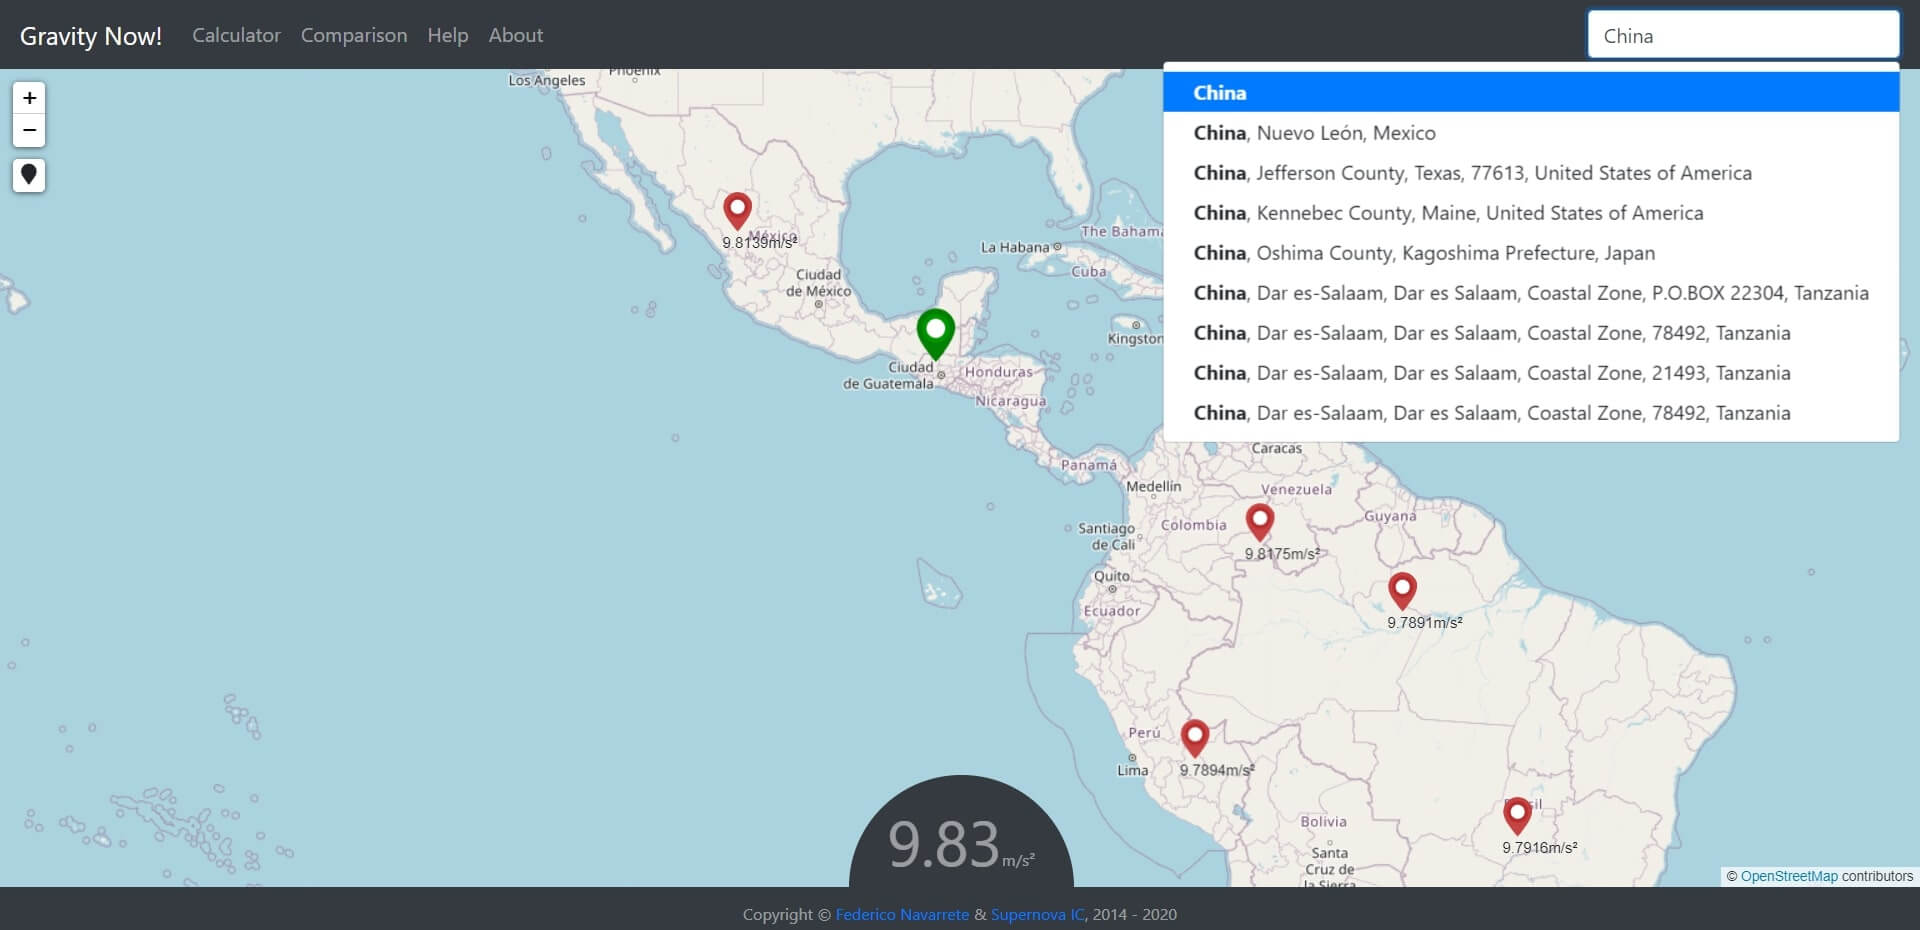 Gravity Now!
Calculator
Comparison
Help
About
China
China
China, Nuevo León, Mexico
China, Jefferson County, Texas, 77613, United States of America
China, Kennebec County, Maine, United States of America
China, Oshima County, Kagoshima Prefecture, Japan
China, Dar es-Salaam, Dar es Salaam, Coastal Zone, P.O.BOX 22304, Tanzania
China, Dar es-Salaam, Dar es Salaam, Coastal Zone, 78492, Tanzania
China, Dar es-Salaam, Dar es Salaam, Coastal Zone, 21493, Tanzania
China, Dar es-Salaam, Dar es Salaam, Coastal Zone, 78492, Tanzania
+
−
Phoenix
Los Angeles
México
9.8139m/s²
The Bahama
La Habana
Cuba
Ciudad
de México
Kingston
Ciudad
de Guatemala
Honduras
Nicaragua
Caracas
Panamá
Medellín
Venezuela
Guyana
Santiago
de Cali
Colombia
9.8175m/s²
Quito
Ecuador
9.7891m/s²
Perú
Lima
9.7894m/s²
Bolivia
Brasil
9.7916m/s²
Santa
Cruz de
la Sierra
9.83 m/s²
© OpenStreetMap contributors
Copyright © Federico Navarrete & Supernova IC, 2014 - 2020